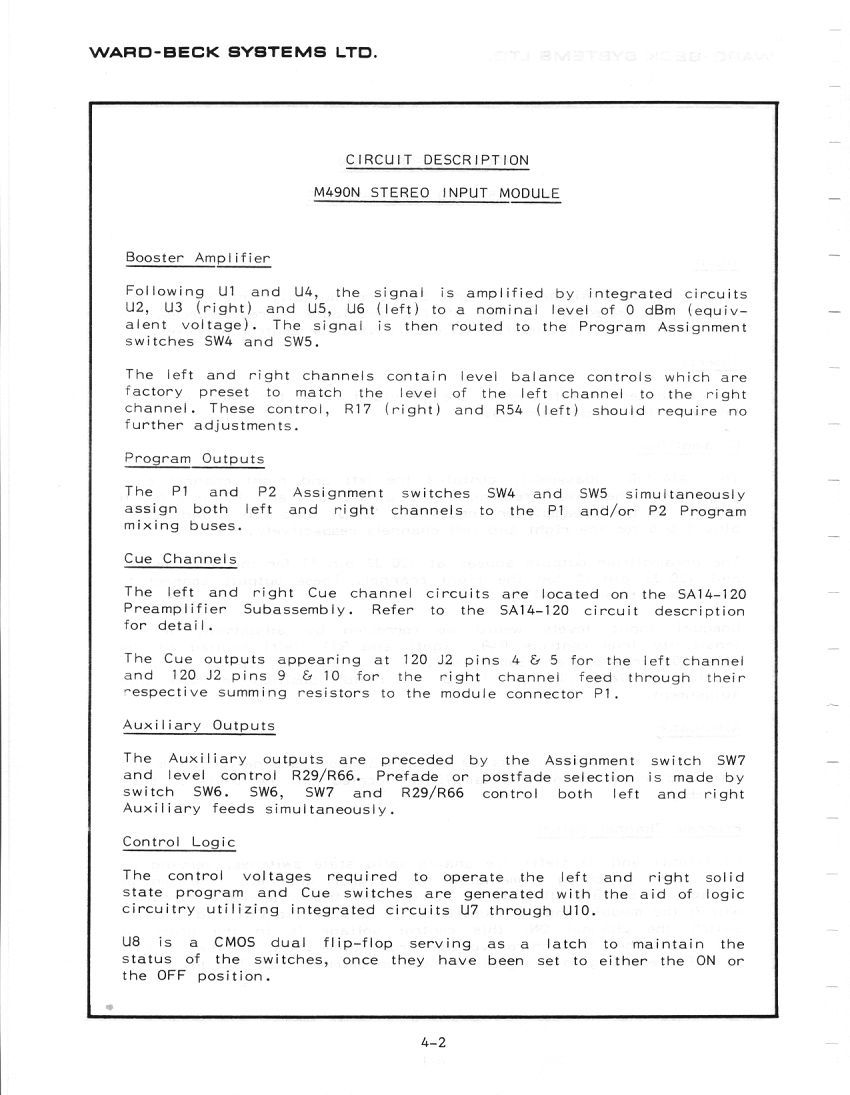 WARD-BECK SYSTEMS LTD.
CIRCUIT DESCRIPTION
M490N STEREO INPUT MODULE
Booster Amplifier
Following U1 and U4, the signal is amplified by integrated circuits
U2, U3 (right) and U5, U6 (left) to a nominal level of 0 dBm (equiv-
alent voltage). The signal is then routed to the Program Assignment
switches SW4 and SW5.
The left and right channels contain level balance controls which are
factory preset to match the level of the left channel to the right
channel. These control, R17 (right) and R54 (left) should require no
further adjustments.
Program Outputs
The P1 and P2 Assignment switches SW4 and SW5 simultaneously
assign both left and right channels to the P1 and/or P2 Program
mixing buses.
Cue Channels
The left and right Cue channel circuits are located on the SA14-120
Preamplifier Subassembly. Refer to the SA14-120 circuit description
for detail.
The Cue outputs appearing at 120 J2 pins 4 & 5 for the left channel
and 120 J2 pins 9 & 10 for the right channel feed through their
respective summing resistors to the module connector P1.
Auxiliary Outputs
The Auxiliary outputs are preceded by the Assignment switch SW7
and level control R29/R66. Prefade or postfade selection is made by
switch SW6. SW6, SW7 and R29/R66 control both left and right
Auxiliary feeds simultaneously.
Control Logic
The control voltages required to operate the left and right solid
state program and Cue switches are generated with the aid of logic
circuitry utilizing integrated circuits U7 through U10.
U8 is a CMOS dual flip-flop serving as a latch to maintain the
status of the switches, once they have been set to either the ON or
the OFF position.
4-2